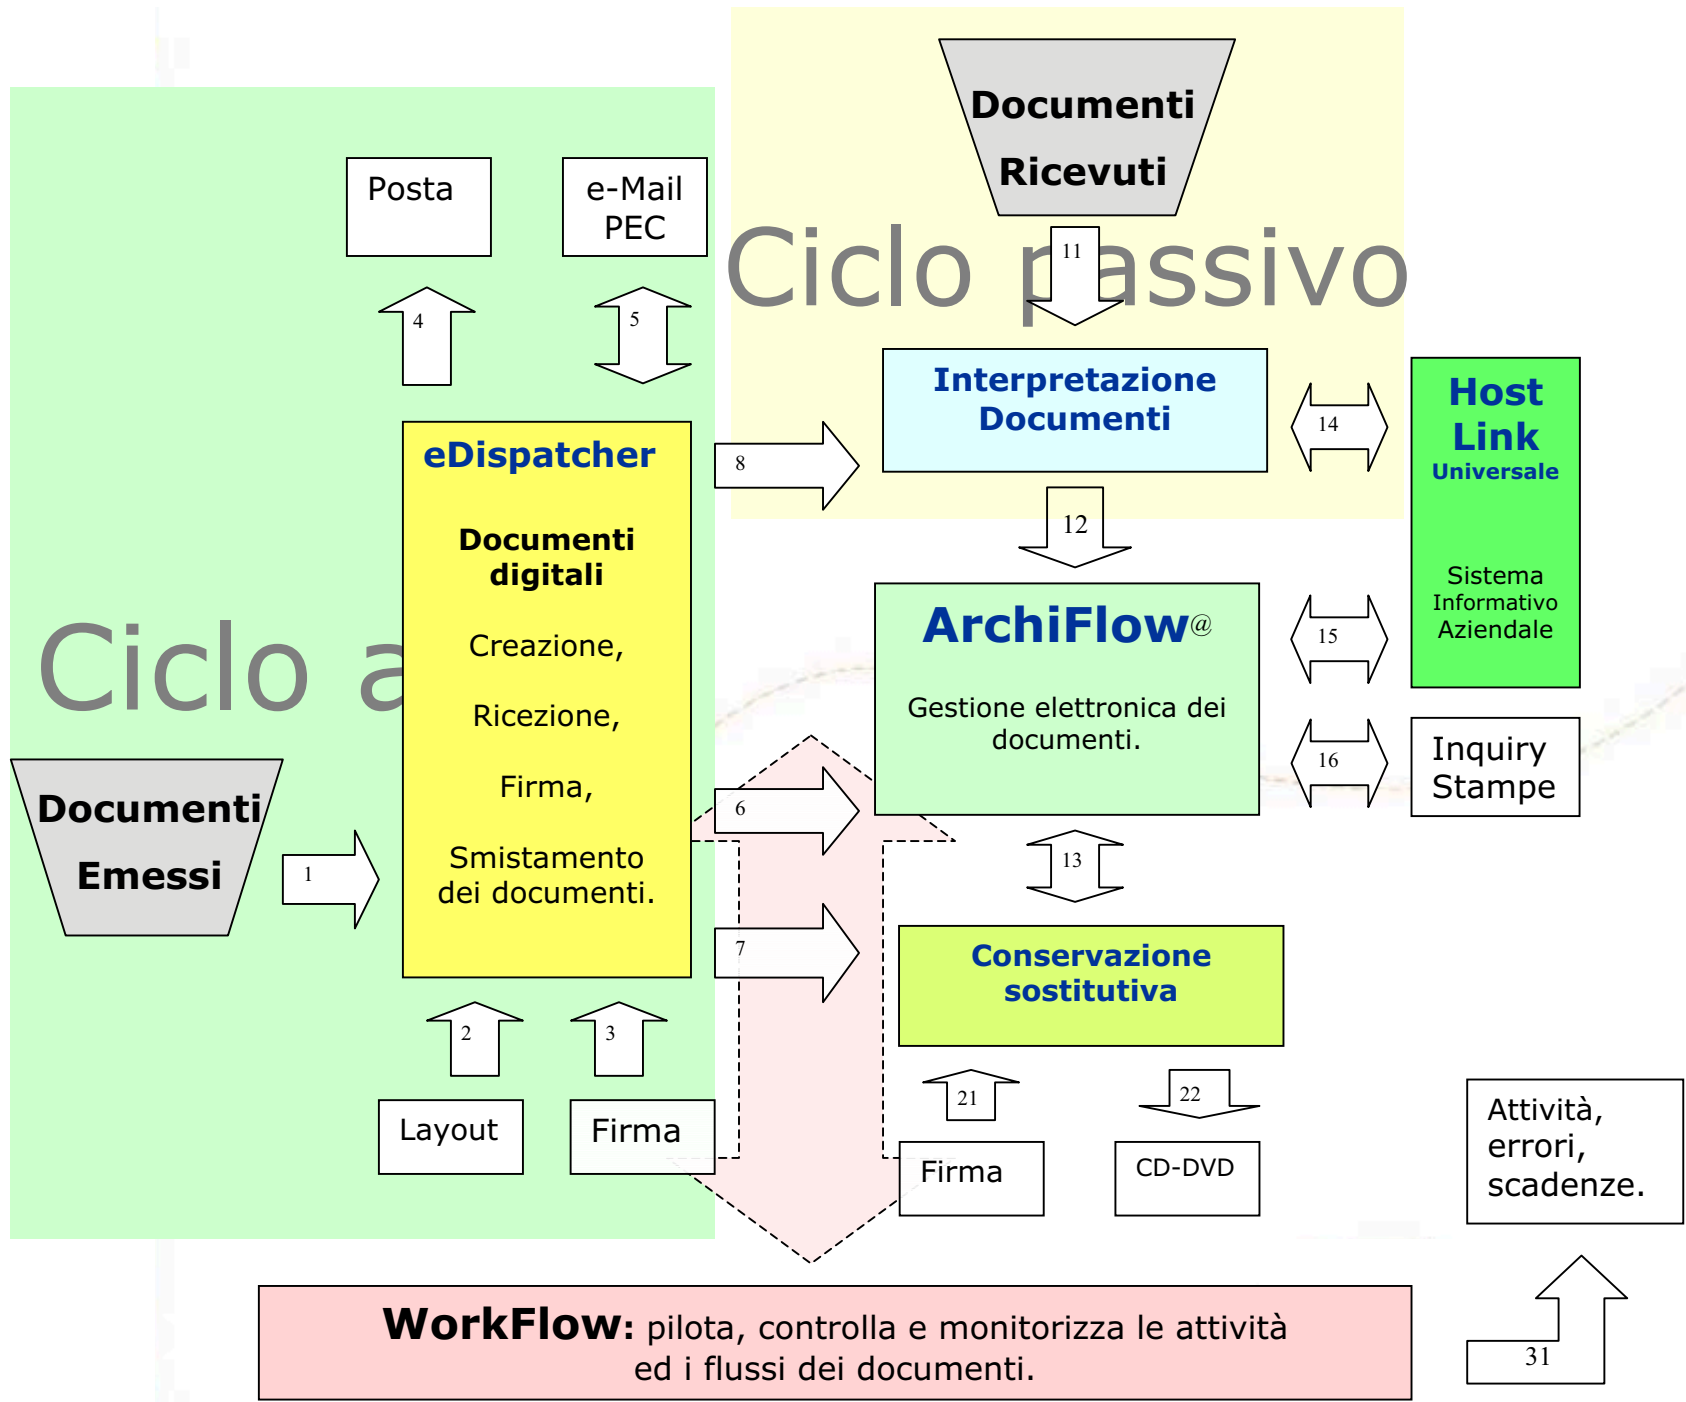 Documenti
Ricevuti
Ciclo passivo
11
Posta
e-Mail
PEC
4
5
Interpretazione
Documenti
14
Host
Link
Universale
Sistema
Informativo
Aziendale
eDispatcher
Documenti
digitali
Creazione,
Ricezione,
Firma,
Smistamento
dei documenti.
8
12
ArchiFlow@
Gestione elettronica dei
documenti.
15
16
Inquiry
Stampe
Ciclo a
Documenti
Emessi
1
6
7
13
Conservazione
sostitutiva
2
3
Layout
Firma
21
22
Firma
CD-DVD
Attività,
errori,
scadenze.
31
WorkFlow: pilota, controlla e monitorizza le attività
ed i flussi dei documenti.